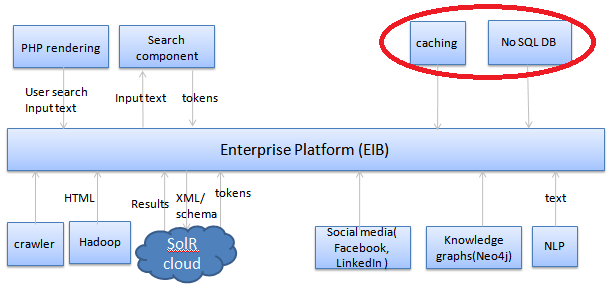 PHP rendering
Search
component
caching
No SQL DB
User search
Input text
Input text
tokens
Enterprise Platform (EIB)
HTML
Results
XML/
schema
tokens
text
crawler
Hadoop
SolR
cloud
Social media(
Facebook,
LinkedIn )
Knowledge
graphs(Neo4j)
NLP